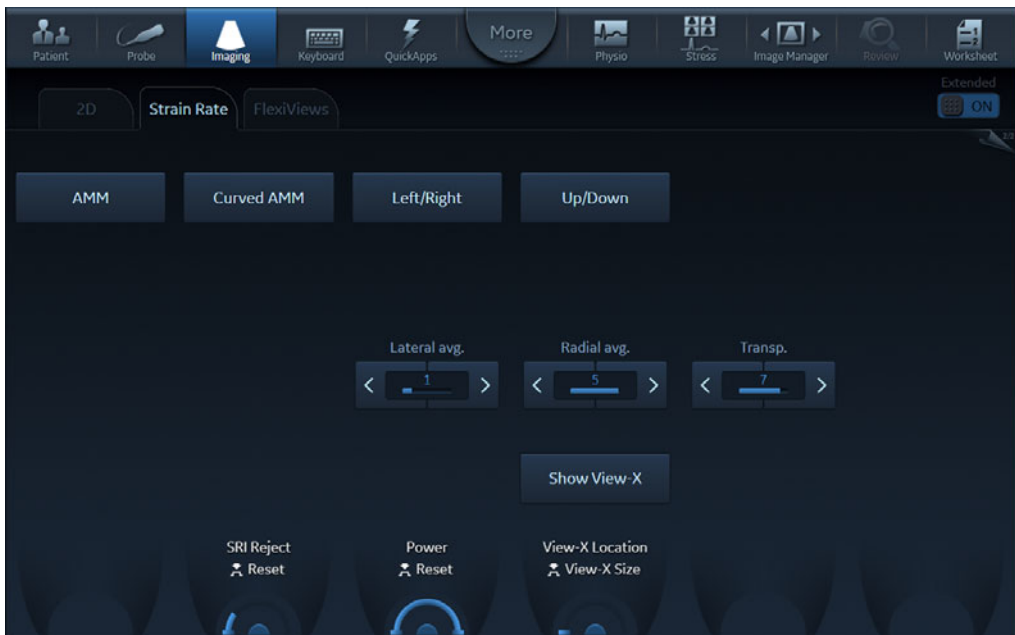 Patient
Probe
Imaging
Keyboard
QuickApps
More
Physio
Stress
Image Manager
Review
Worksheet
Extended
ON
2D
Strain Rate
FlexiViews
2/2
AMM
Curved AMM
Left/Right
Up/Down
Lateral avg.
Radial avg.
Transp.
1
5
7
Show View-X
SRI Reject
Reset
Power
Reset
View-X Location
View-X Size